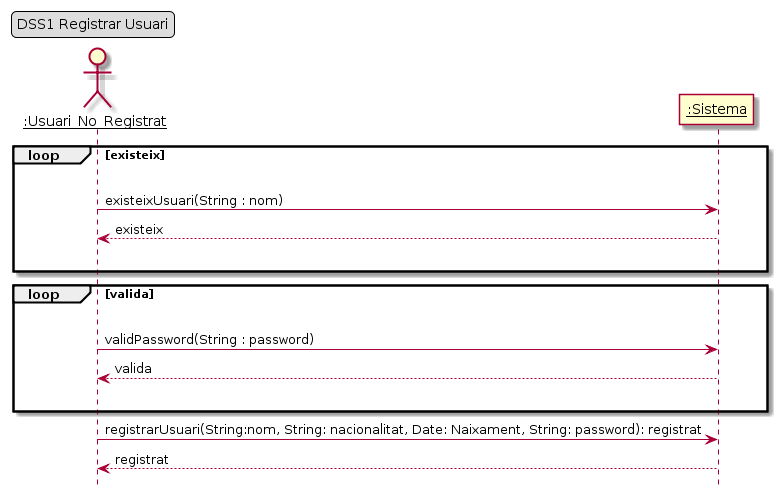 DSS1 Registrar Usuari
:Usuari No Registrat
:Sistema
loop [existeix]
existeixUsuari(String : nom)
existeix
loop [valida]
validPassword(String : password)
valida
registrarUsuari(String:nom, String: nacionalitat, Date: Naixament, String: password): registrat
registrat